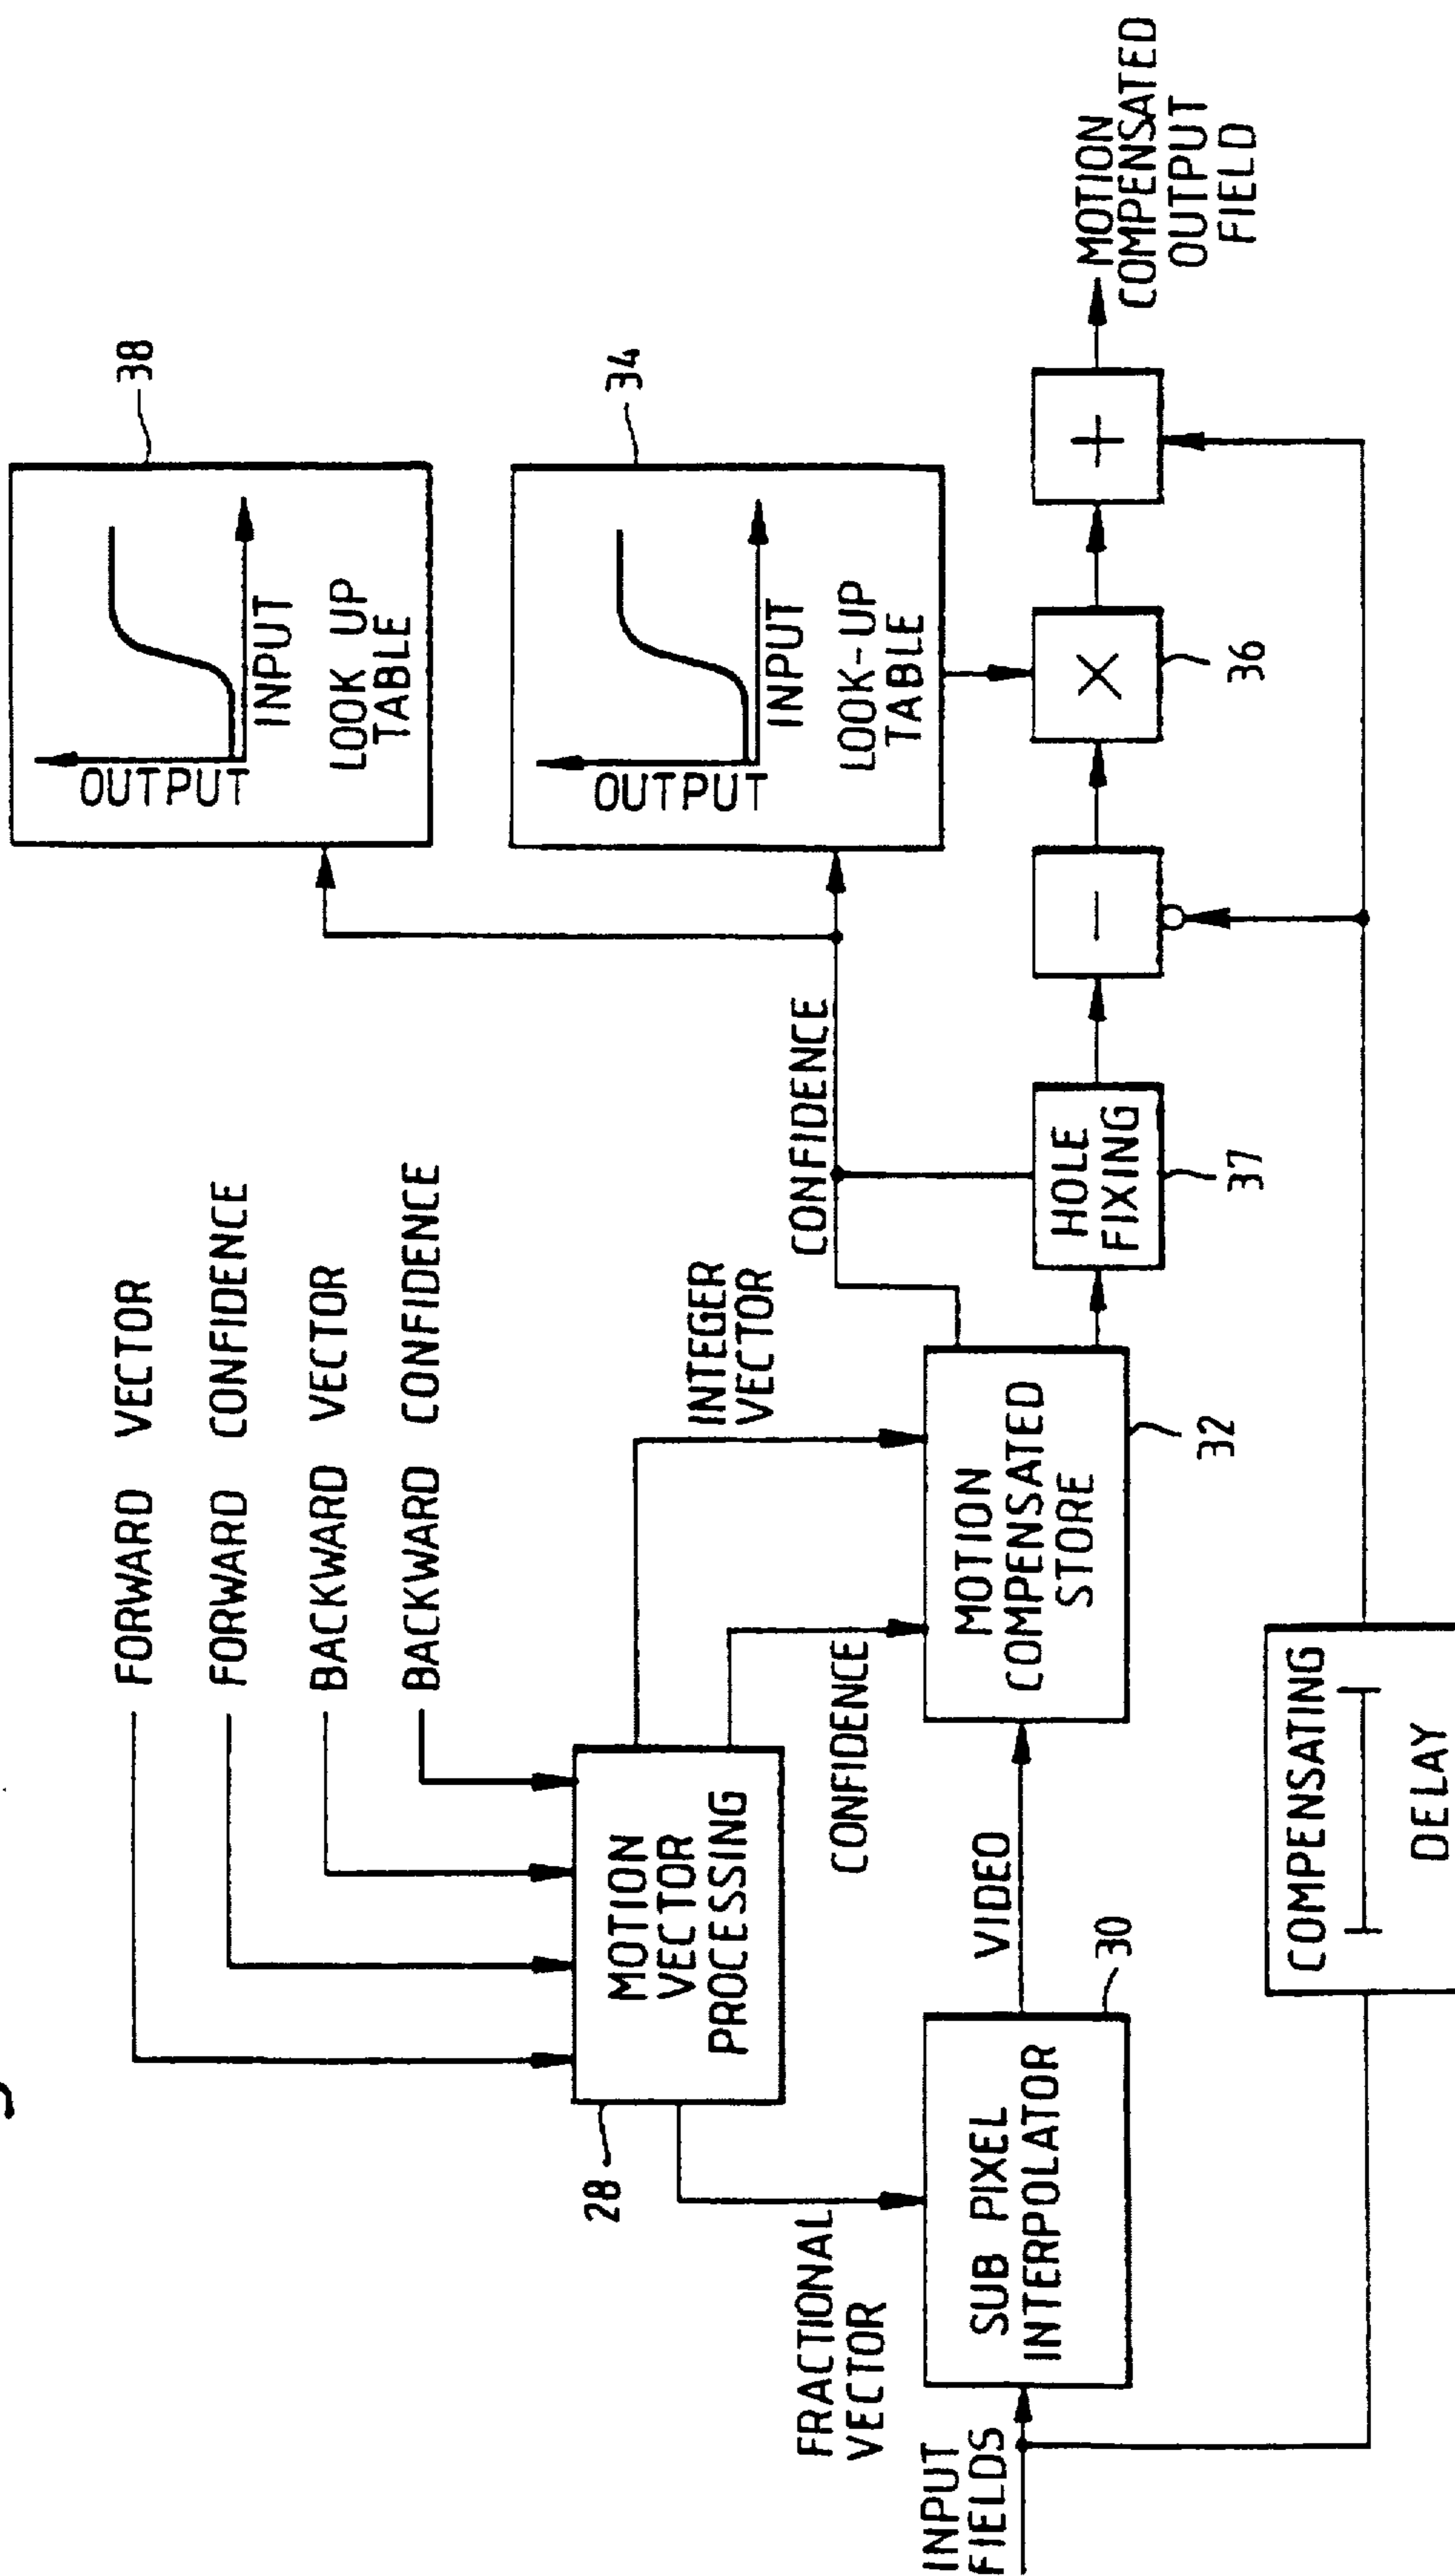 FORWARD VECTOR
FORWARD CONFIDENCE
BACKWARD VECTOR
BACKWARD CONFIDENCE
28
MOTION
VECTOR
PROCESSING
FRACTIONAL
VECTOR
CONFIDENCE
INTEGER
VECTOR
INPUT
FIELDS
SUB PIXEL
INTERPOLATOR
30
VIDEO
MOTION
COMPENSATED
STORE
32
CONFIDENCE
HOLE
FIXING
37
OUTPUT
INPUT
LOOK UP
TABLE
38
OUTPUT
INPUT
LOOK-UP
TABLE
34
−
×
36
+
MOTION
COMPENSATED
OUTPUT
FIELD
COMPENSATING
DELAY